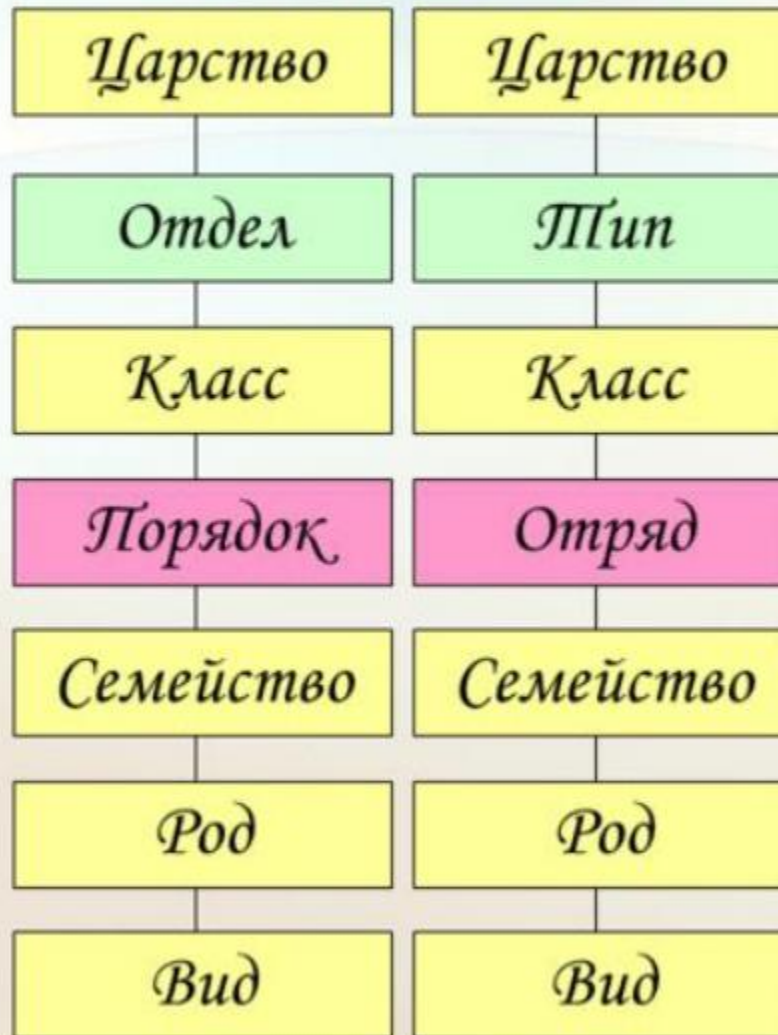 Царство Царство
Отдел Тип
Класс Класс
Порядок Отряд
Семейство Семейство
Род Род
Вид Вид